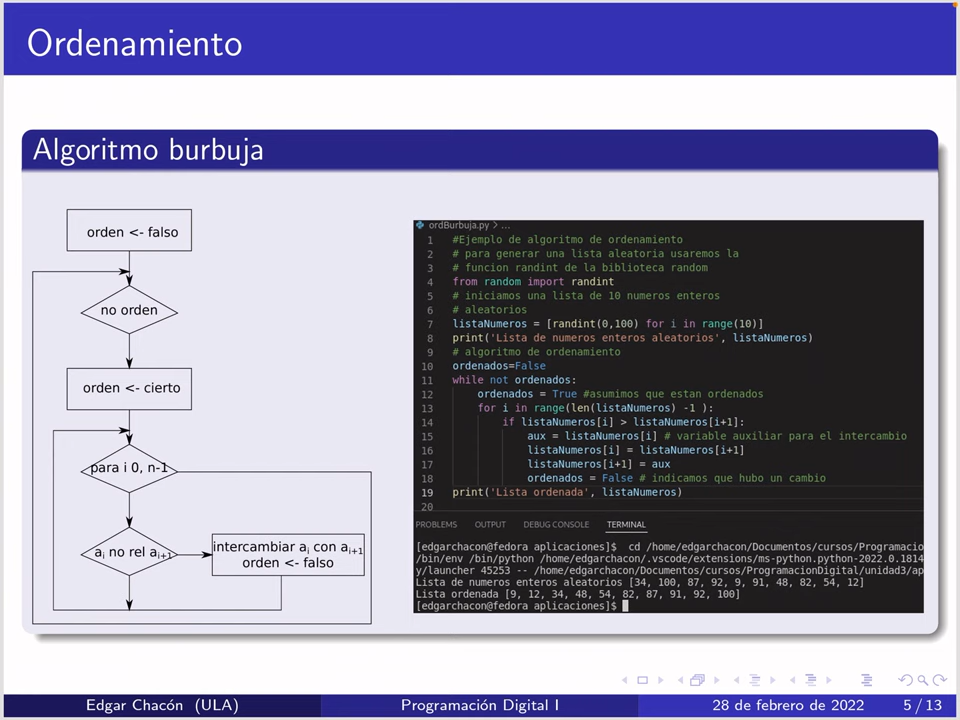 Ordenamiento
Algoritmo burbuja
orden <- falso
no orden
orden <- cierto
para i 0, n-1
aᵢ no rel aᵢ₊₁
intercambiar aᵢ con aᵢ₊₁
orden <- falso
ordBurbuja.py > ...
1 #Ejemplo de algoritmo de ordenamiento
2 # para generar una lista aleatoria usaremos la
3 # funcion randint de la biblioteca random
4 from random import randint
5 # iniciamos una lista de 10 numeros enteros
6 # aleatorios
7 listaNumeros = [randint(0,100) for i in range(10)]
8 print('Lista de numeros enteros aleatorios', listaNumeros)
9 # algoritmo de ordenamiento
10 ordenados=False
11 while not ordenados:
12     ordenados = True #asumimos que estan ordenados
13     for i in range(len(listaNumeros) -1 ):
14         if listaNumeros[i] > listaNumeros[i+1]:
15             aux = listaNumeros[i] # variable auxiliar para el intercambio
16             listaNumeros[i] = listaNumeros[i+1]
17             listaNumeros[i+1] = aux
18             ordenados = False # indicamos que hubo un cambio
19 print('Lista ordenada', listaNumeros)
20
PROBLEMS OUTPUT DEBUG CONSOLE TERMINAL
[edgarchacon@fedora aplicaciones]$ cd /home/edgarchacon/Documentos/cursos/Programacio
/bin/env /bin/python /home/edgarchacon/.vscode/extensions/ms-python.python-2022.0.1814
y/launcher 45253 -- /home/edgarchacon/Documentos/cursos/ProgramacionDigital/unidad3/ap
Lista de numeros enteros aleatorios [34, 100, 87, 92, 9, 91, 48, 82, 54, 12]
Lista ordenada [9, 12, 34, 48, 54, 82, 87, 91, 92, 100]
[edgarchacon@fedora aplicaciones]$
Edgar Chacón (ULA) Programación Digital I 28 de febrero de 2022 5 / 13